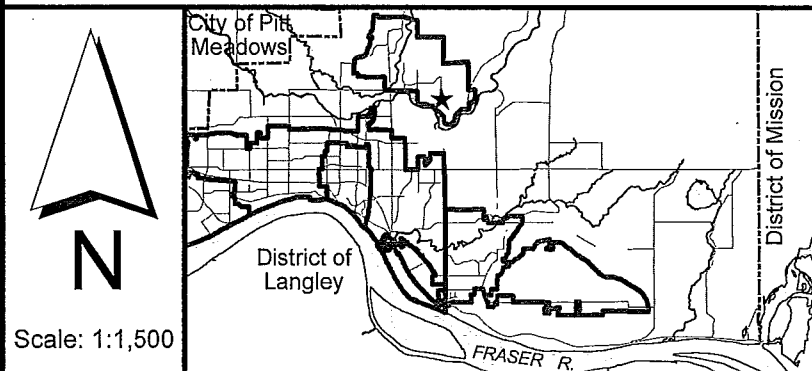 N
Scale: 1:1,500
City of Pitt
Meadows
District of
Langley
FRASER R.
District of Mission